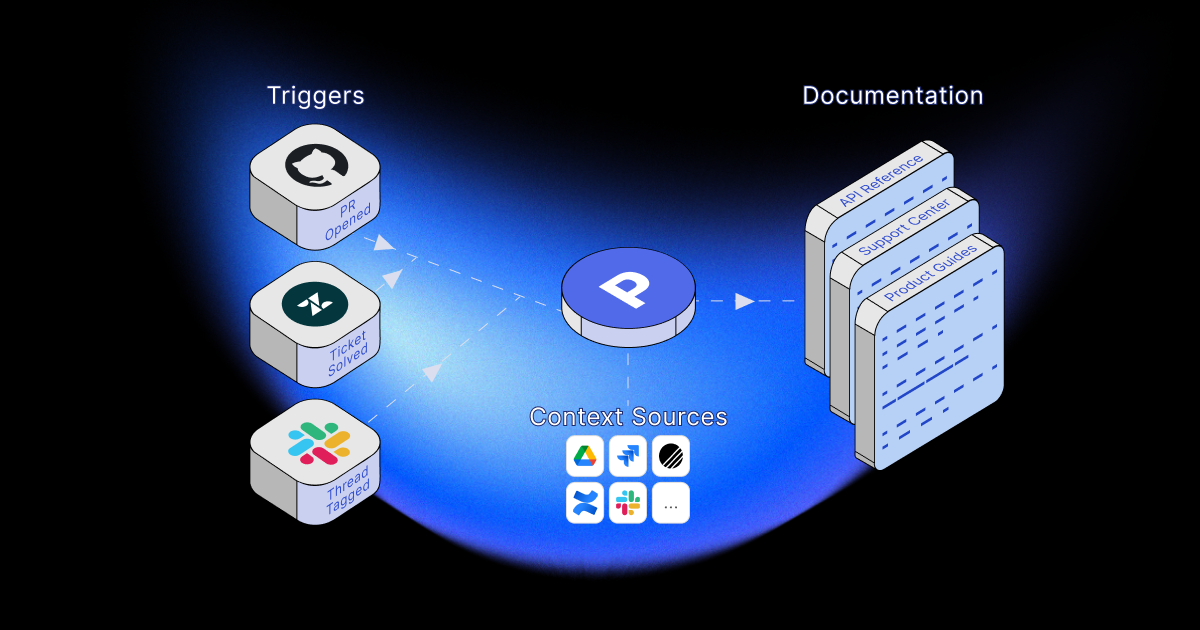 Triggers
PR
Opened
Ticket
Solved
Thread
Tagged
Context Sources
...
Documentation
API Reference
Support Center
Product Guides